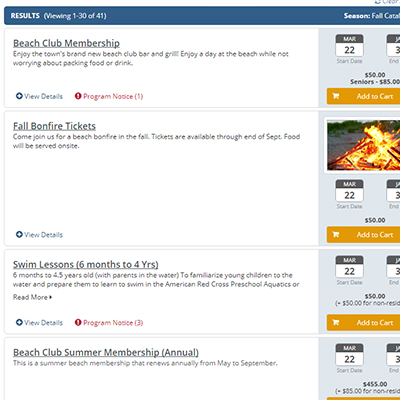 Clear
RESULTS (Viewing 1-30 of 41) Season: Fall Cata
Beach Club Membership
Enjoy the town's brand new beach club bar and grill! Enjoy a day at the beach while not
worrying about packing food or drink.
MAR
22
Start Date
JA
3
End
$50.00
Seniors - $85.00
View Details
Program Notice (1)
Add to Cart
Fall Bonfire Tickets
Come join us for a beach bonfire in the fall. Tickets are available through end of Sept. Food
will be served onsite.
MAR
22
Start Date
JA
3
End
$50.00
View Details
Add to Cart
Swim Lessons (6 months to 4 Yrs)
6 months to 4.5 years old (with parents in the water) To familiarize young children to the
water and prepare them to learn to swim in the American Red Cross Preschool Aquatics or
Read More
MAR
22
Start Date
JA
3
End
$50.00
(+ $50.00 for non-resid
View Details
Program Notice (3)
Add to Cart
Beach Club Summer Membership (Annual)
This is a summer beach membership that renews annually from May to September.
MAR
22
Start Date
JA
3
End
$455.00
(+ $85.00 for non-resid